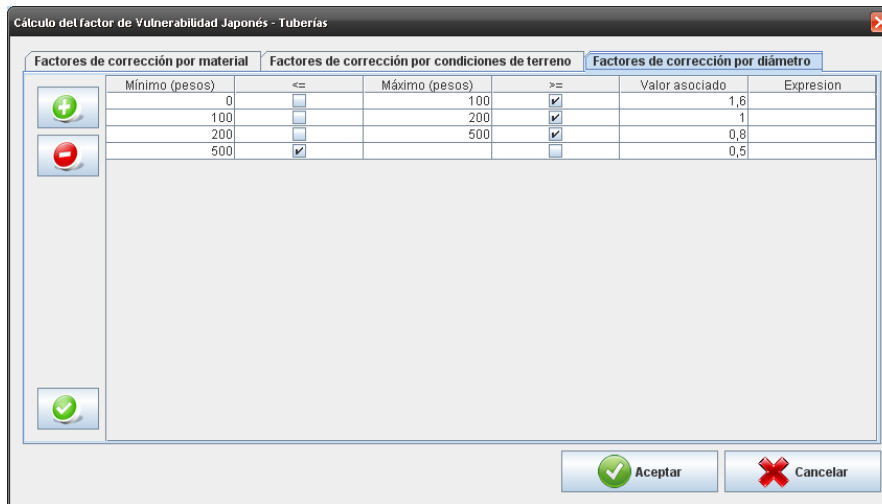 Cálculo del factor de Vulnerabilidad Japonés - Tuberías
Factores de corrección por material Factores de corrección por condiciones de terreno Factores de corrección por diámetro
Mínimo (pesos) <= Máximo (pesos) >= Valor asociado Expresion
0 100 1,6
100 200 1
200 500 0,8
500 0,5
Aceptar Cancelar